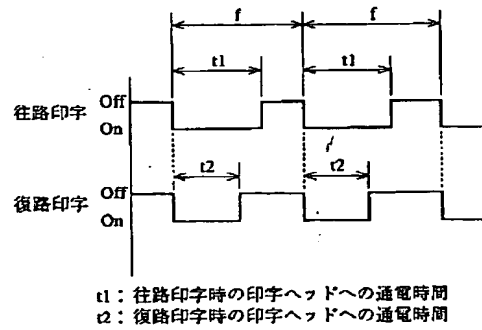 f f
t1 t1
往路印字 Off
On
t2 t2
復路印字 Off
On
t1：往路印字時の印字ヘッドへの通電時間
t2：復路印字時の印字ヘッドへの通電時間